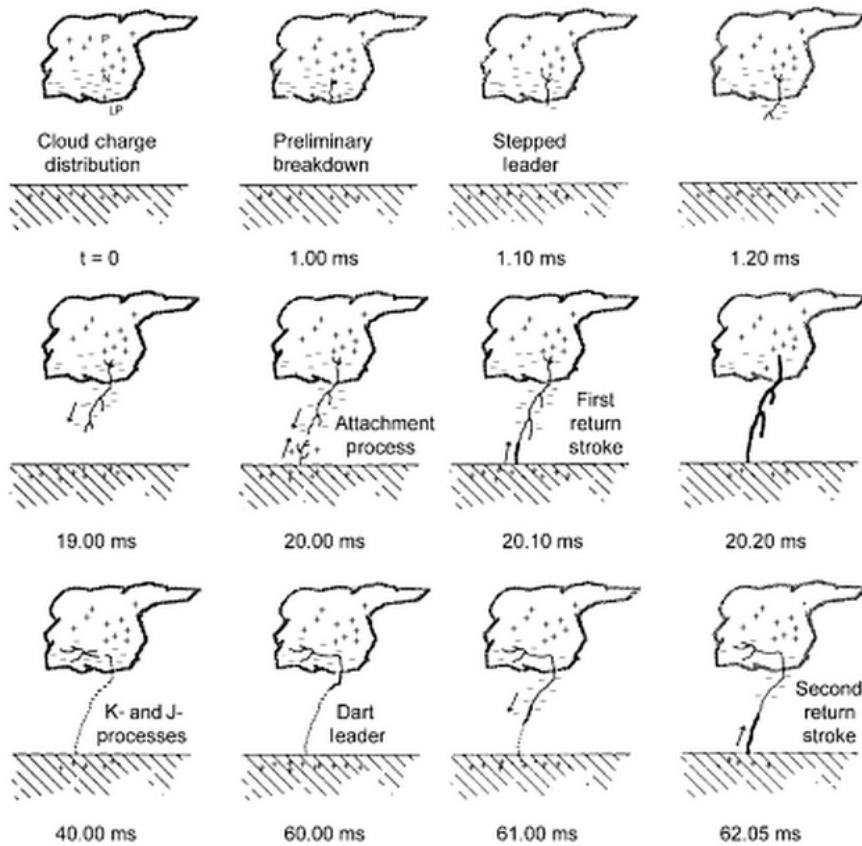 P
N
LP
Cloud charge
distribution
Preliminary
breakdown
Stepped
leader
t = 0
1.00 ms
1.10 ms
1.20 ms
Attachment
process
First
return
stroke
19.00 ms
20.00 ms
20.10 ms
20.20 ms
K- and J-
processes
Dart
leader
Second
return
stroke
40.00 ms
60.00 ms
61.00 ms
62.05 ms